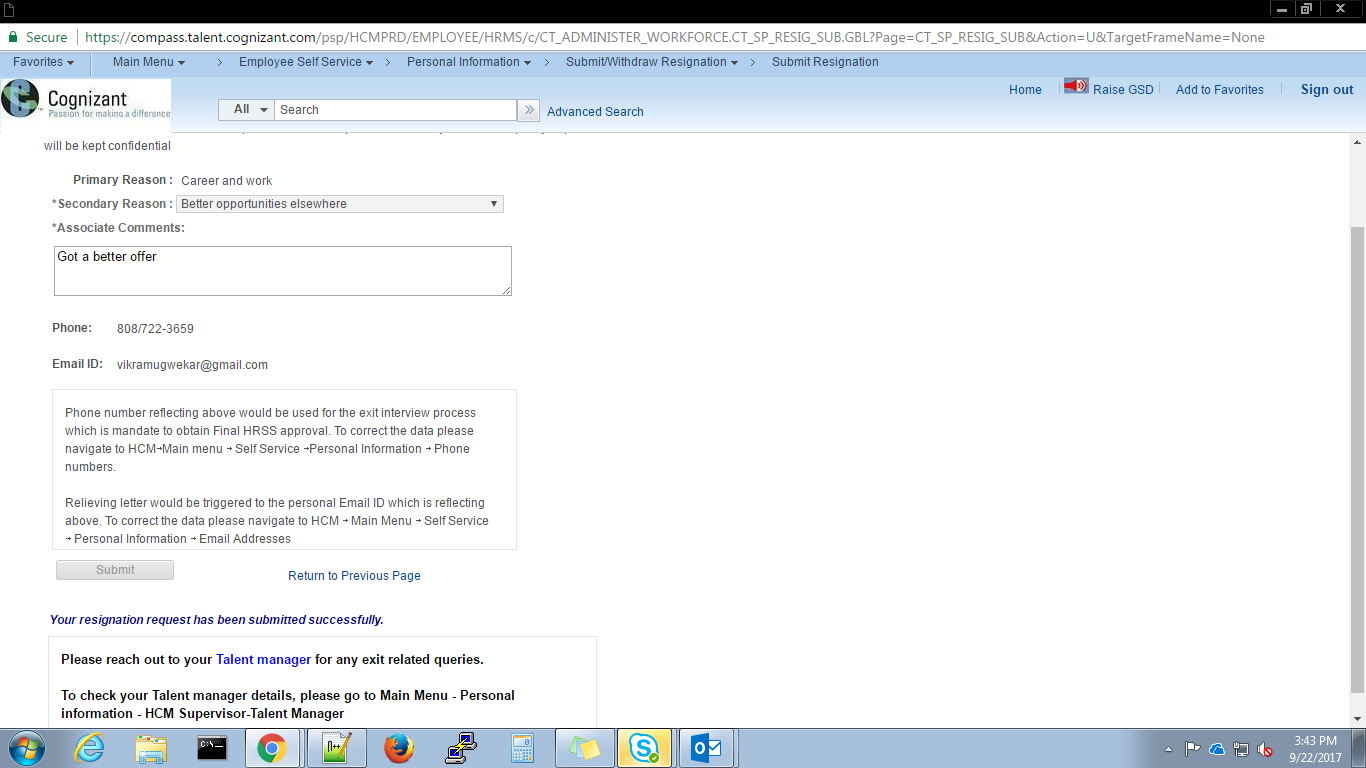 Secure https://compass.talent.cognizant.com/psp/HCMPRD/EMPLOYEE/HRMS/c/CT_ADMINISTER_WORKFORCE.CT_SP_RESIG_SUB.GBL?Page=CT_SP_RESIG_SUB&Action=U&TargetFrameName=None
Favorites Main Menu > Employee Self Service > Personal Information > Submit/Withdraw Resignation > Submit Resignation
Home Raise GSD Add to Favorites Sign out
Cognizant
Passion for making a difference
All Search » Advanced Search
will be kept confidential
Primary Reason : Career and work
*Secondary Reason : Better opportunities elsewhere
*Associate Comments:
Got a better offer
Phone: 808/722-3659
Email ID: vikramugwekar@gmail.com
Phone number reflecting above would be used for the exit interview process
which is mandate to obtain Final HRSS approval. To correct the data please
navigate to HCM→Main menu → Self Service →Personal Information → Phone
numbers.
Relieving letter would be triggered to the personal Email ID which is reflecting
above. To correct the data please navigate to HCM → Main Menu → Self Service
→ Personal Information → Email Addresses
Submit Return to Previous Page
Your resignation request has been submitted successfully.
Please reach out to your Talent manager for any exit related queries.
To check your Talent manager details, please go to Main Menu - Personal
information - HCM Supervisor-Talent Manager
3:43 PM
9/22/2017